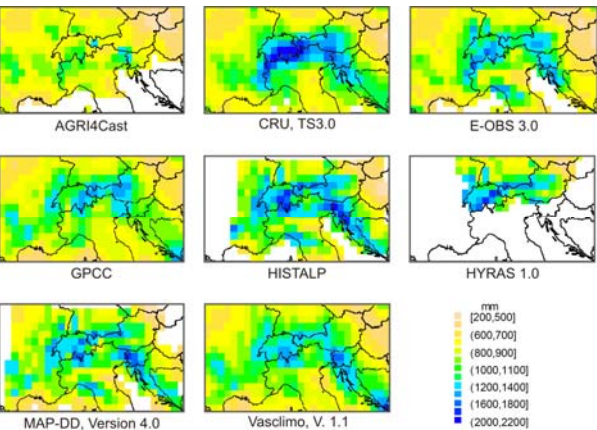 AGRI4Cast
CRU, TS3.0
E-OBS 3.0
GPCC
HISTALP
HYRAS 1.0
MAP-DD, Version 4.0
Vasclimo, V. 1.1
mm
[200,500]
(600,700]
(800,900]
(1000,1100]
(1200,1400]
(1600,1800]
(2000,2200]